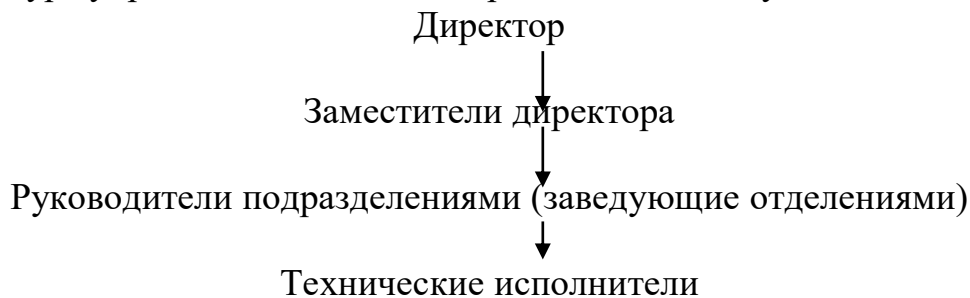 Директор
Заместители директора
Руководители подразделениями (заведующие отделениями)
Технические исполнители